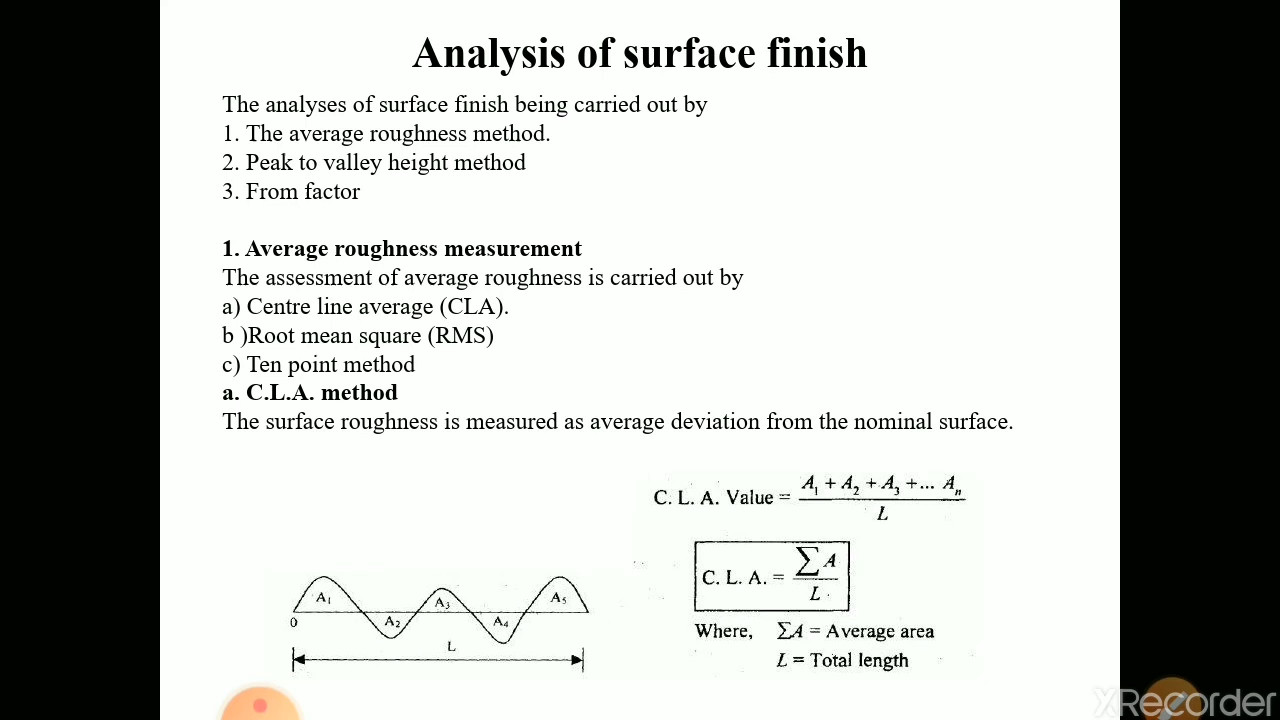 Analysis of surface finish
The analyses of surface finish being carried out by
1. The average roughness method.
2. Peak to valley height method
3. From factor
1. Average roughness measurement
The assessment of average roughness is carried out by
a) Centre line average (CLA).
b )Root mean square (RMS)
c) Ten point method
a. C.L.A. method
The surface roughness is measured as average deviation from the nominal surface.
C. L. A. Value = A₁ + A₂ + A₃ +... Aₙ / L
C. L. A. = ∑A / L
Where, ∑A = Average area
L = Total length
A₁ A₂ A₃ A₄ A₅
0
L
XRecorder